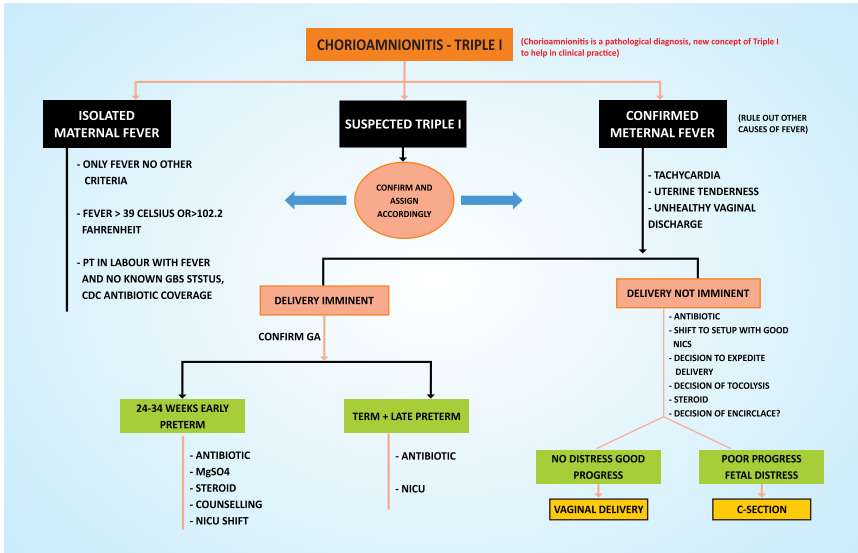 CHORIOAMNIONITIS - TRIPLE I
(Chorioamnionitis is a pathological diagnosis, new concept of Triple I
to help in clinical practice)
ISOLATED
MATERNAL FEVER
- ONLY FEVER NO OTHER
CRITERIA
- FEVER > 39 CELSIUS OR>102.2
FAHRENHEIT
- PT IN LABOUR WITH FEVER
AND NO KNOWN GBS STSTUS,
CDC ANTIBIOTIC COVERAGE
SUSPECTED TRIPLE I
CONFIRM AND
ASSIGN
ACCORDINGLY
CONFIRMED
METERNAL FEVER
(RULE OUT OTHER
CAUSES OF FEVER)
- TACHYCARDIA
- UTERINE TENDERNESS
- UNHEALTHY VAGINAL
DISCHARGE
DELIVERY IMMINENT
CONFIRM GA
24-34 WEEKS EARLY
PRETERM
- ANTIBIOTIC
- MgSO4
- STEROID
- COUNSELLING
- NICU SHIFT
TERM + LATE PRETERM
- ANTIBIOTIC
- NICU
DELIVERY NOT IMMINENT
- ANTIBIOTIC
- SHIFT TO SETUP WITH GOOD
NICS
- DECISION TO EXPEDITE
DELIVERY
- DECISION OF TOCOLYSIS
- STEROID
- DECISION OF ENCIRCLACE?
NO DISTRESS GOOD
PROGRESS
VAGINAL DELIVERY
POOR PROGRESS
FETAL DISTRESS
C-SECTION